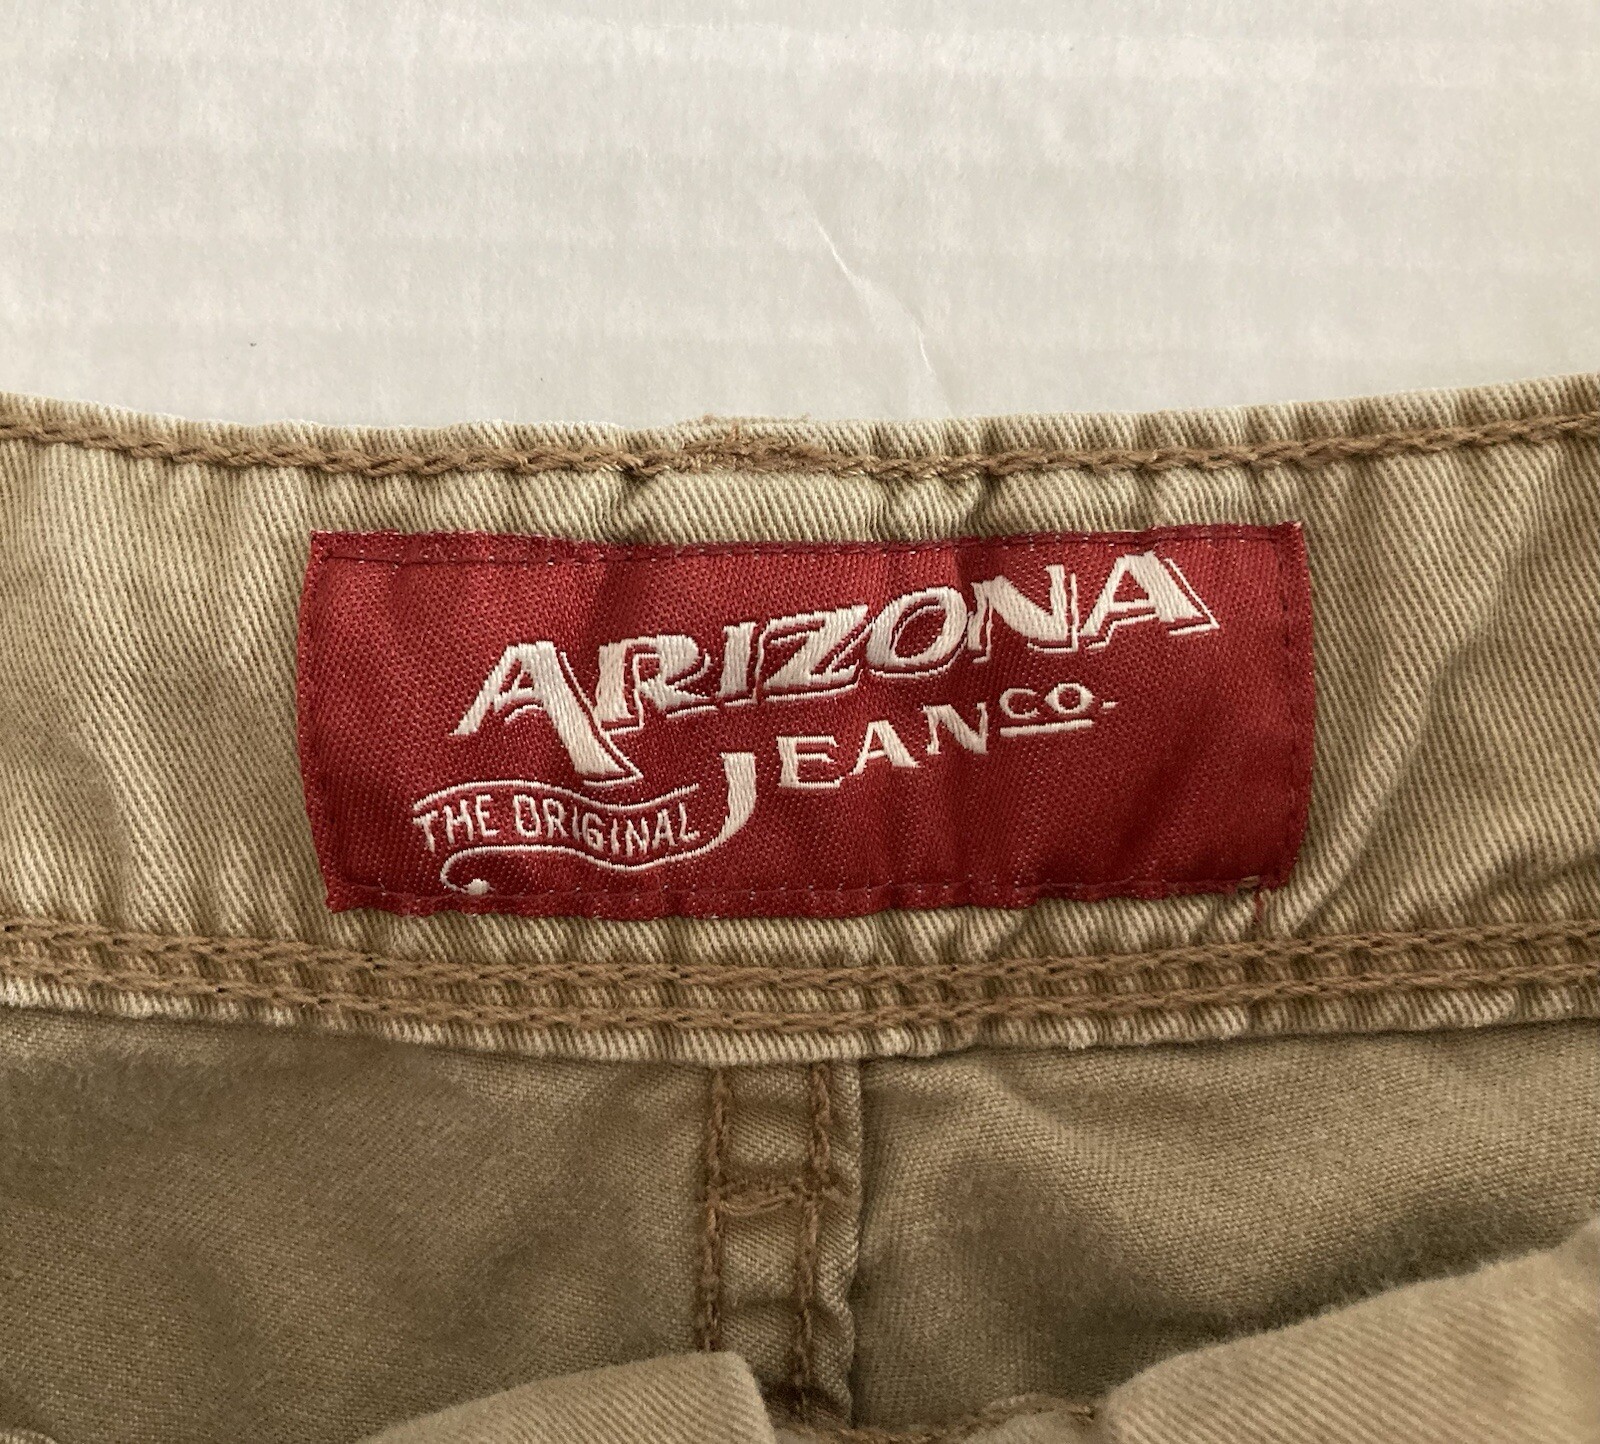 ARIZONA
JEAN CO.
THE ORIGINAL